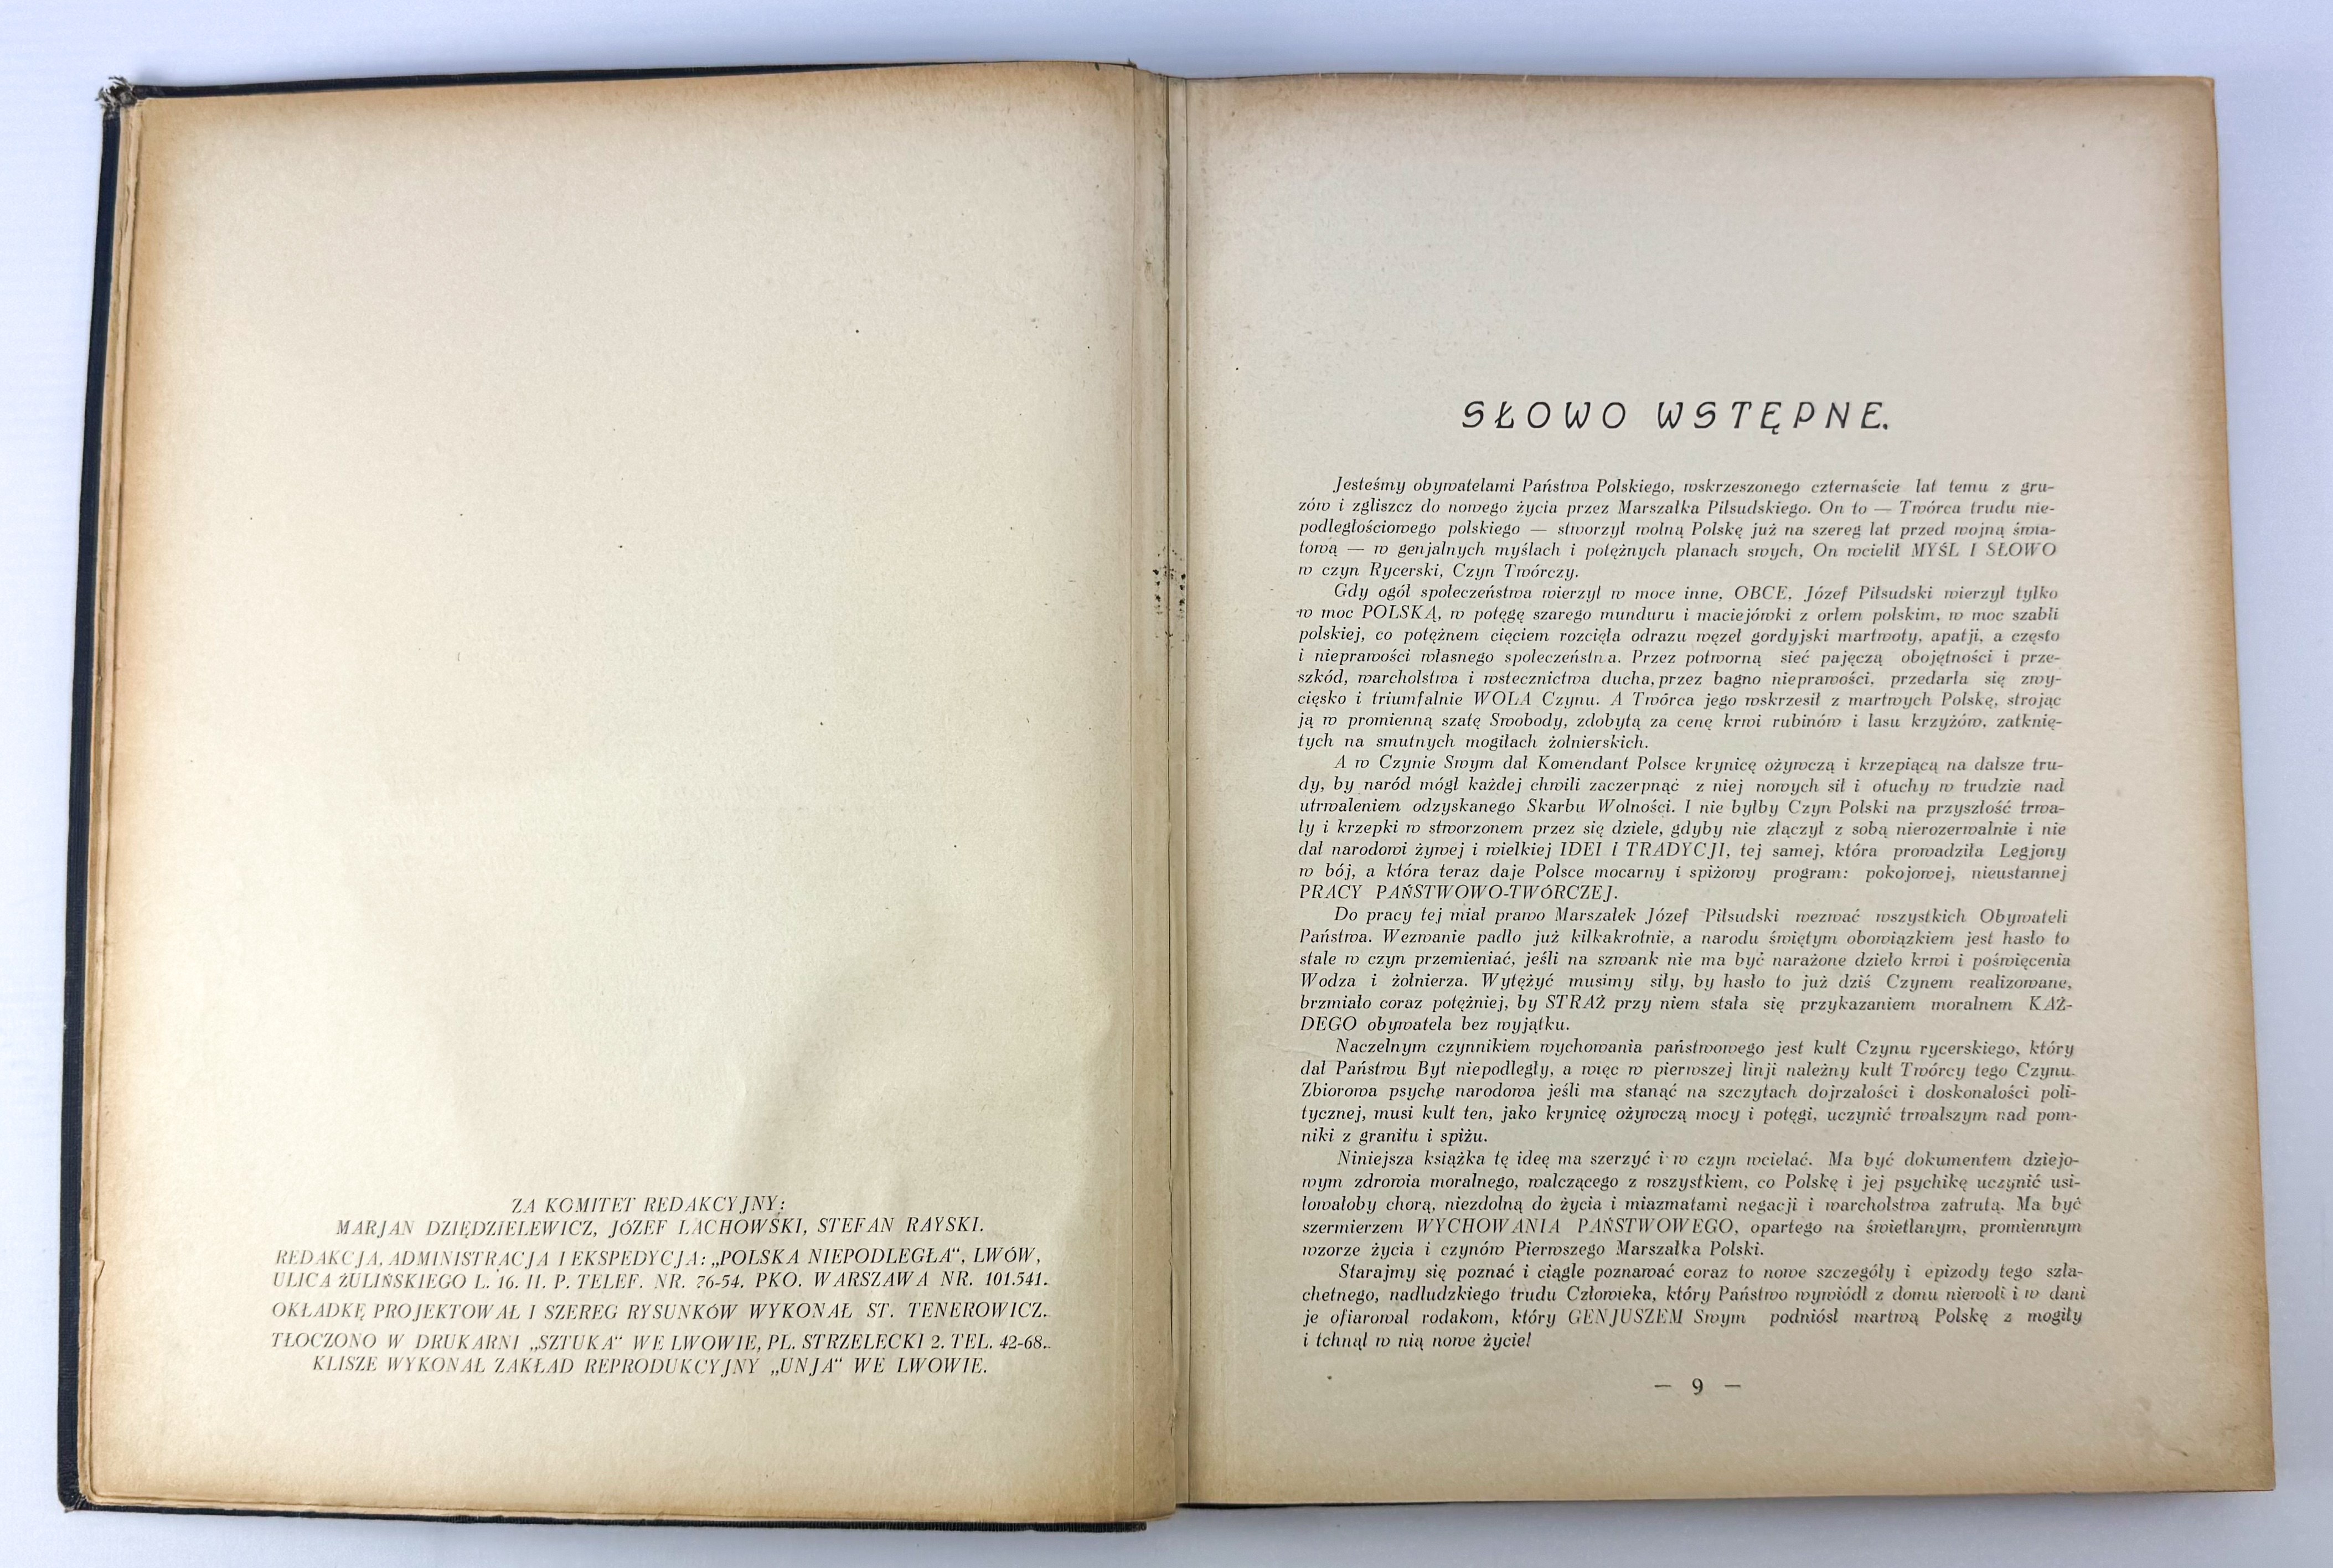 ZA KOMITET REDAKCYJNY:
MARJAN DZIĘDZIELEWICZ, JÓZEF LACHOWSKI, STEFAN RAYSKI.
REDAKCJA, ADMINISTRACJA I EKSPEDYCJA: „POLSKA NIEPODLEGŁA“, LWÓW,
ULICA ŻULIŃSKIEGO L. 16. II. P. TELEF. NR. 76-54. PKO. WARSZAWA NR. 101.541.
OKŁADKĘ PROJEKTOWAŁ I SZEREG RYSUNKÓW WYKONAŁ ST. TENEROWICZ.
TŁOCZONO W DRUKARNI „SZTUKA“ WE LWOWIE, PL. STRZELECKI 2. TEL. 42-68.
KLISZE WYKONAŁ ZAKŁAD REPRODUKCYJNY „UNJA“ WE LWOWIE.
SŁOWO WSTĘPNE.
Jesteśmy obywatelami Państwa Polskiego, wskrzeszonego czternaście lat temu z gru-
zów i zgliszcz do nowego życia przez Marszałka Piłsudskiego. On to — Twórca trudu nie-
podległościowego polskiego — stworzył wolną Polskę już na szereg lat przed wojną świa-
tową — w genjalnych myślach i potężnych planach swych, On wcielił MYŚL I SŁOWO
w czyn Rycerski, Czyn Twórczy.
Gdy ogół społeczeństwa wierzył w moce inne, OBCE, Józef Piłsudski wierzył tylko
w moc POLSKĄ, w potęgę szarego munduru i maciejówki z orłem polskim, w moc szabli
polskiej, co potężnem cięciem rozcięła odrazu węzeł gordyjski martwoty, apatji, a często
i nieprawości własnego społeczeństwa. Przez potworną sieć pajęczą obojętności i prze-
szkód, warcholstwa i wstecznictwa ducha, przez bagno nieprawości, przedarła się zwy-
cięsko i triumfalnie WOLA Czynu. A Twórca jego wskrzesił z martwych Polskę, strojąc
ją w promienną szatę Swobody, zdobytą za cenę krwi rubinów i lasu krzyżów, zatknię-
tych na smutnych mogiłach żołnierskich.
A w Czynie Swym dał Komendant Polsce krynicę ożywczą i krzepiącą na dalsze tru-
dy, by naród mógł każdej chwili zaczerpnąć z niej nowych sił i otuchy w trudzie nad
utrwaleniem odzyskanego Skarbu Wolności. I nie byłby Czyn Polski na przyszłość trwa-
ły i krzepki w stworzonem przez się dziele, gdyby nie złączył z sobą nierozerwalnie i nie
dał narodowi żywej i wielkiej IDEI I TRADYCJI, tej samej, która prowadziła Legjony
w bój, a która teraz daje Polsce mocarny i spiżowy program: pokojowej, nieustannej
PRACY PAŃSTWOWO-TWÓRCZEJ.
Do pracy tej miał prawo Marszałek Józef Piłsudski wezwać wszystkich Obywateli
Państwa. Wezwanie padło już kilkakrotnie, a narodu świętym obowiązkiem jest hasło to
stale w czyn przemieniać, jeśli na szwank nie ma być narażone dzieło krwi i poświęcenia
Wodza i żołnierza. Wytężyć musimy siły, by hasło to już dziś Czynem realizowane,
brzmiało coraz potężniej, by STRAŻ przy niem stała się przykazaniem moralnem KAŻ-
DEGO obywatela bez wyjątku.
Naczelnym czynnikiem wychowania państwowego jest kult Czynu rycerskiego, który
dał Państwu Byt niepodległy, a więc w pierwszej linji należny kult Twórcy tego Czynu.
Zbiorowa psyche narodowa jeśli ma stanąć na szczytach dojrzałości i doskonałości poli-
tycznej, musi kult ten, jako krynicę ożywczą mocy i potęgi, uczynić trwalszym nad pom-
niki z granitu i spiżu.
Niniejsza książka tę ideę ma szerzyć i w czyn wcielać. Ma być dokumentem dziejo-
wym zdrowia moralnego, walczącego z wszystkiem, co Polskę i jej psychikę uczynić usi-
łowałoby chorą, niezdolną do życia i miazmatami negacji i warcholstwa zatrutą. Ma być
szermierzem WYCHOWANIA PAŃSTWOWEGO, opartego na świetlanym, promiennym
wzorze życia i czynów Pierwszego Marszałka Polski.
Starajmy się poznać i ciągle poznawać coraz to nowe szczegóły i epizody tego szla-
chetnego, nadludzkiego trudu Człowieka, który Państwo wywiódł z domu niewoli i w dani
je ofiarował rodakom, który GENJUSZEM Swym podniósł martwą Polskę z mogiły
i tchnął w nią nowe życie!
— 9 —